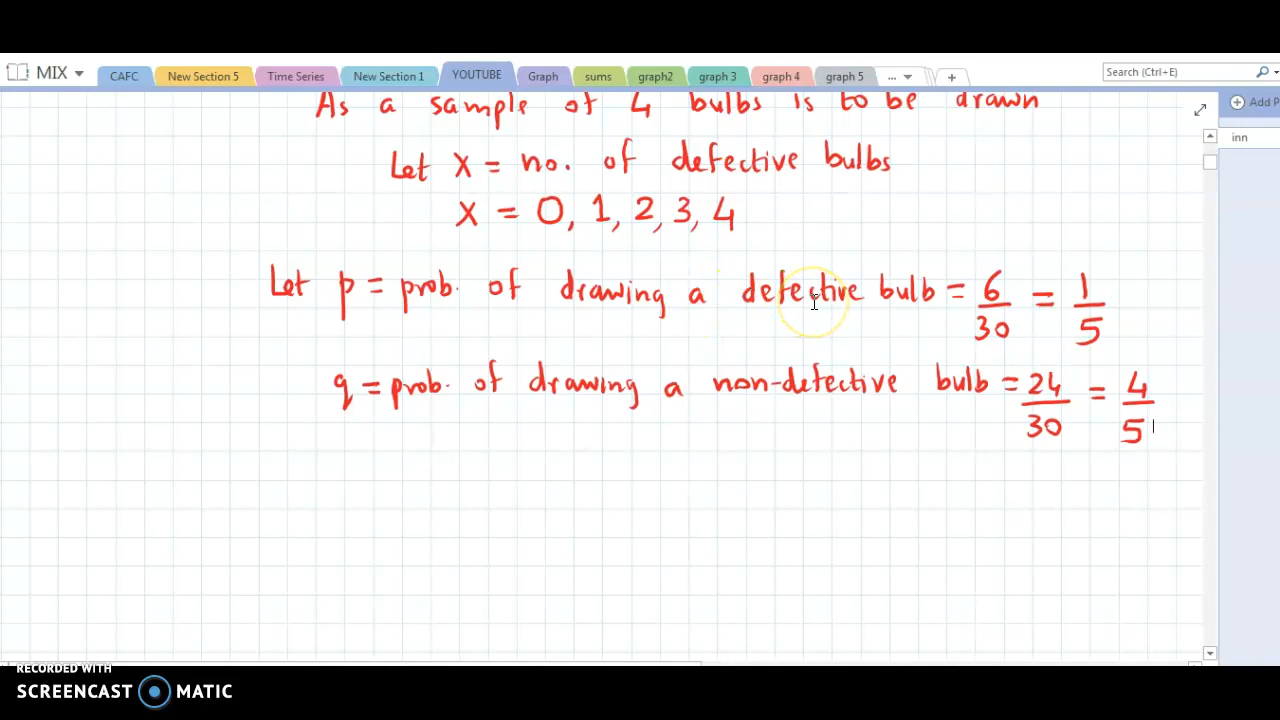 MIX
CAFC
New Section 5
Time Series
New Section 1
YOUTUBE
Graph
sums
graph2
graph 3
graph 4
graph 5
...
Search (Ctrl+E)
Add P
inn
As a sample of 4 bulbs is to be drawn
Let X = no. of defective bulbs
X = 0, 1, 2, 3, 4
Let p = prob. of drawing a defective bulb = 6/30 = 1/5
q = prob. of drawing a non-defective bulb = 24/30 = 4/5
RECORDED WITH
SCREENCAST MATIC